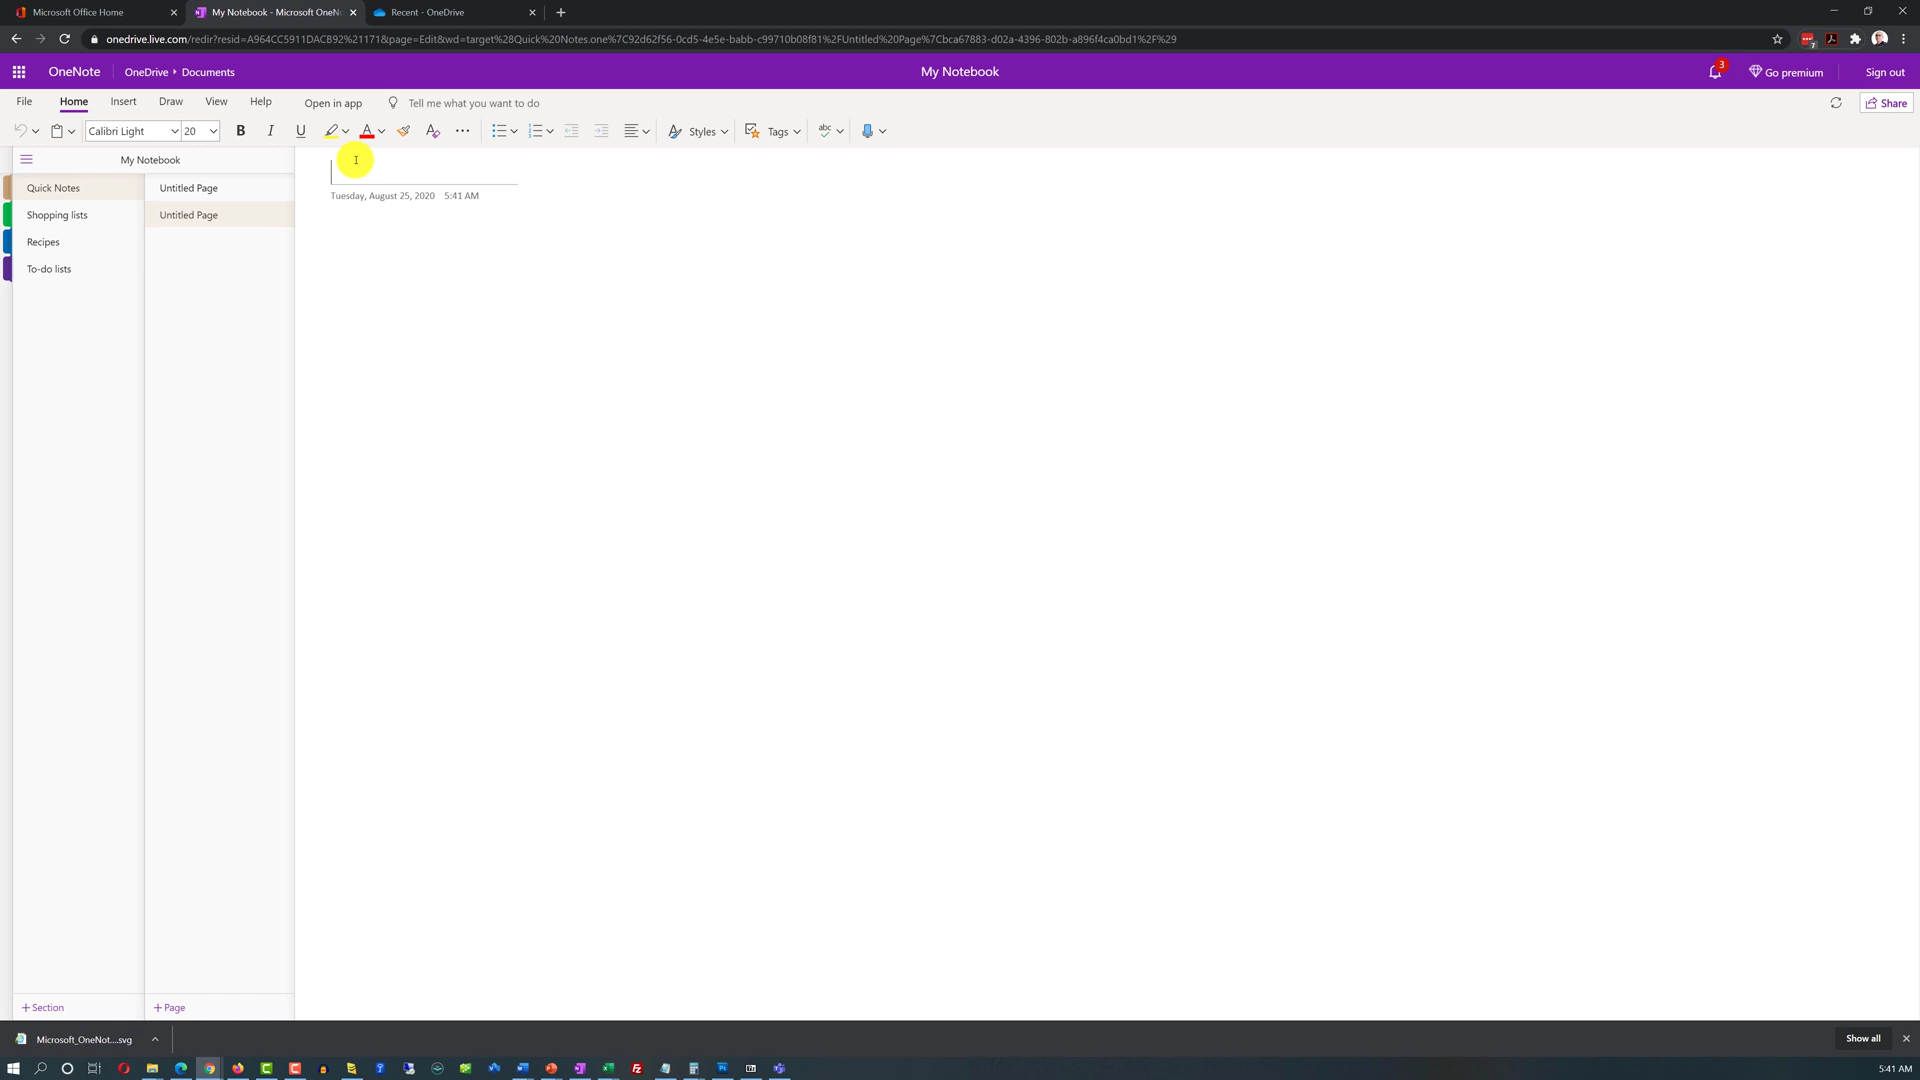 Microsoft Office Home
My Notebook - Microsoft OneNo
Recent - OneDrive
onedrive.live.com/redir?resid=A964CC5911DACB92%21171&page=Edit&wd=target%28Quick%20Notes.one%7C92d62f56-0cd5-4e5e-babb-c99710b08f81%2FUntitled%20Page%7Cbca67883-d02a-4396-802b-a896f4ca0bd1%2F%29
7
OneNote
OneDrive
Documents
My Notebook
3
Go premium
Sign out
File
Home
Insert
Draw
View
Help
Open in app
Tell me what you want to do
Share
Calibri Light
20
B
I
U
A
Styles
Tags
abc
My Notebook
Quick Notes
Untitled Page
Shopping lists
Untitled Page
Recipes
To-do lists
Tuesday, August 25, 2020 5:41 AM
+ Section
+ Page
Microsoft_OneNot....svg
Show all
5:41 AM